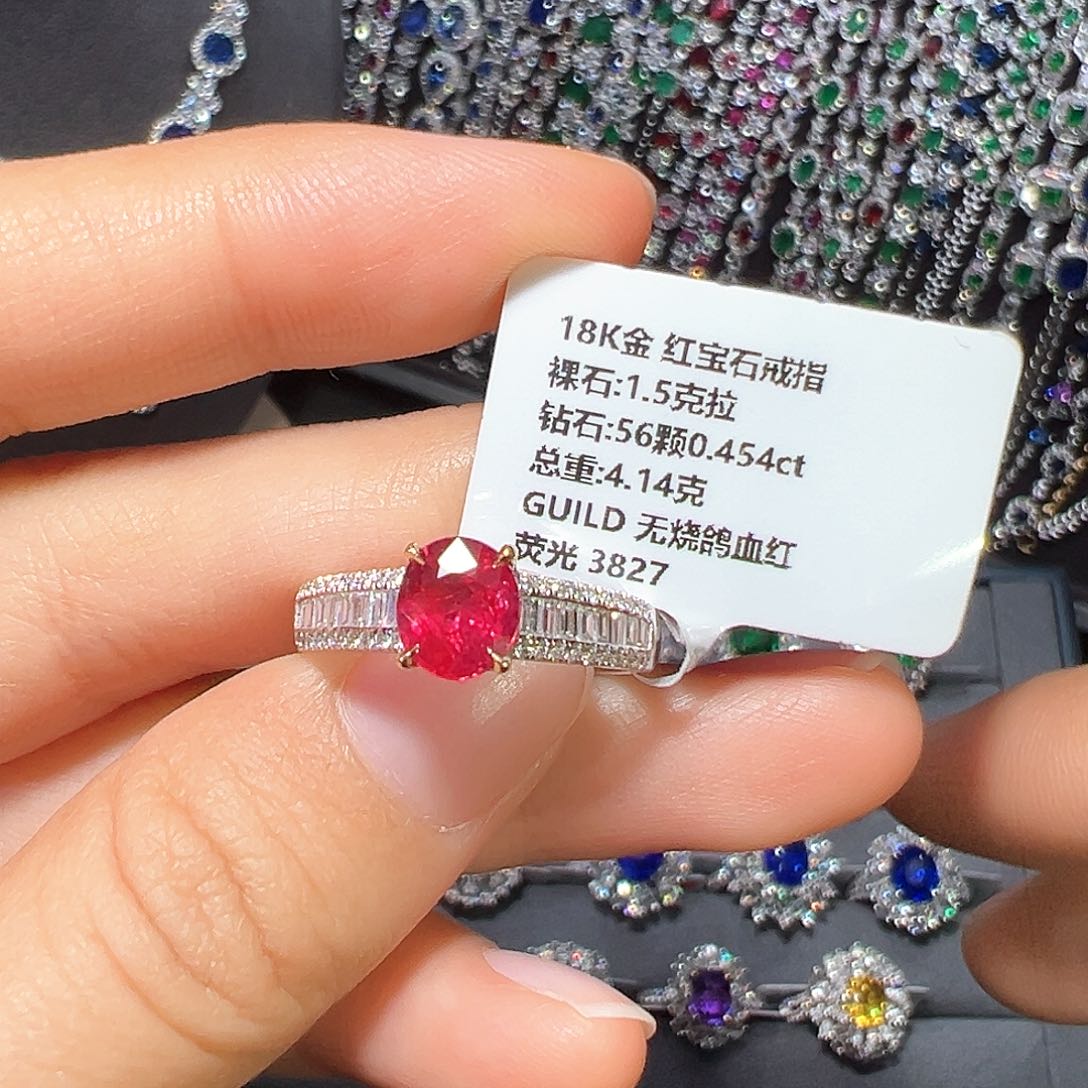 18K金 红宝石戒指
裸石:1.5克拉
钻石:56颗0.454ct
总重:4.14克
GUILD 无烧鸽血红
荧光 3827